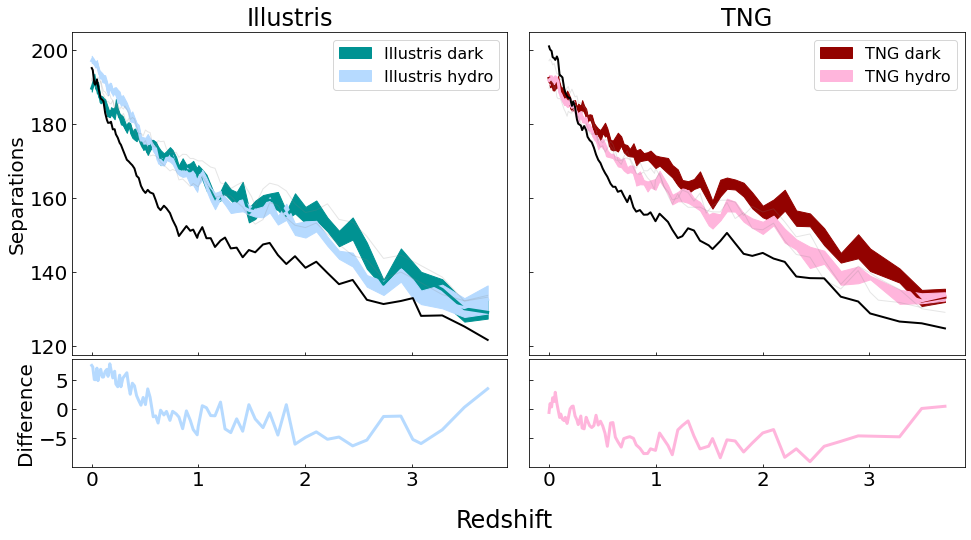 Illustris
TNG
Illustris dark
Illustris hydro
TNG dark
TNG hydro
Separations
200
180
160
140
120
Difference
5
0
−5
0 1 2 3
0 1 2 3
Redshift